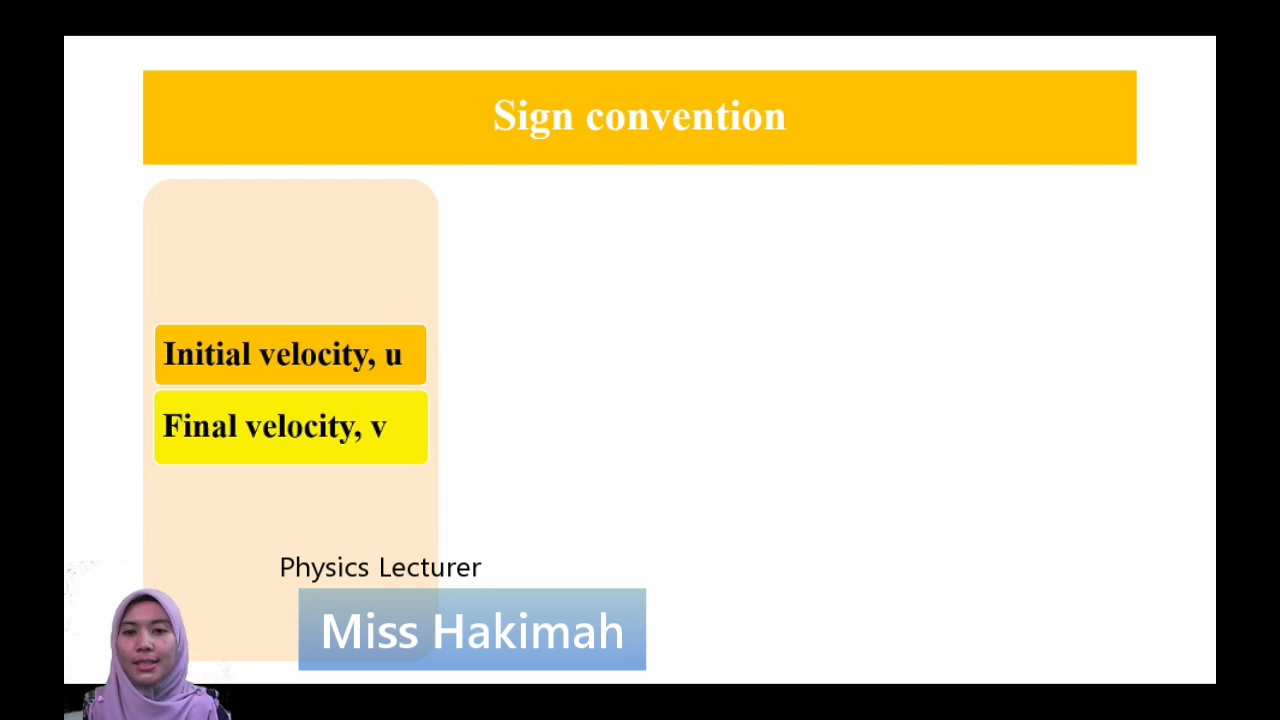 Sign convention
Initial velocity, u
Final velocity, v
Physics Lecturer
Miss Hakimah